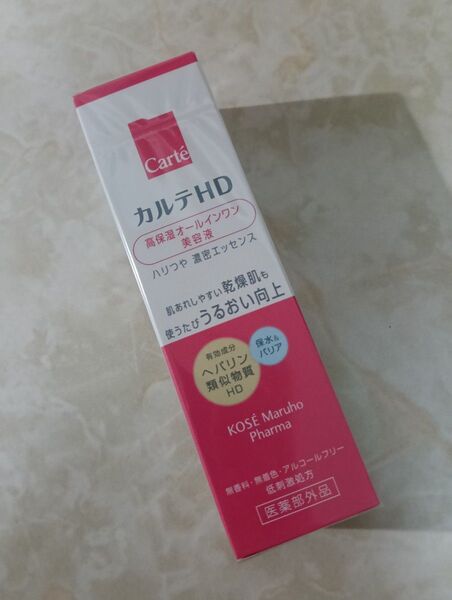 Carté
カルテHD
高保湿オールインワン
美容液
ハリつや 濃密エッセンス
肌あれしやすい乾燥肌も
使うたびうるおい向上
有効成分
ヘパリン
類似物質
HD
保水&
バリア
KOSÉ Maruho
Pharma
無香料・無着色・アルコールフリー
低刺激処方
医薬部外品